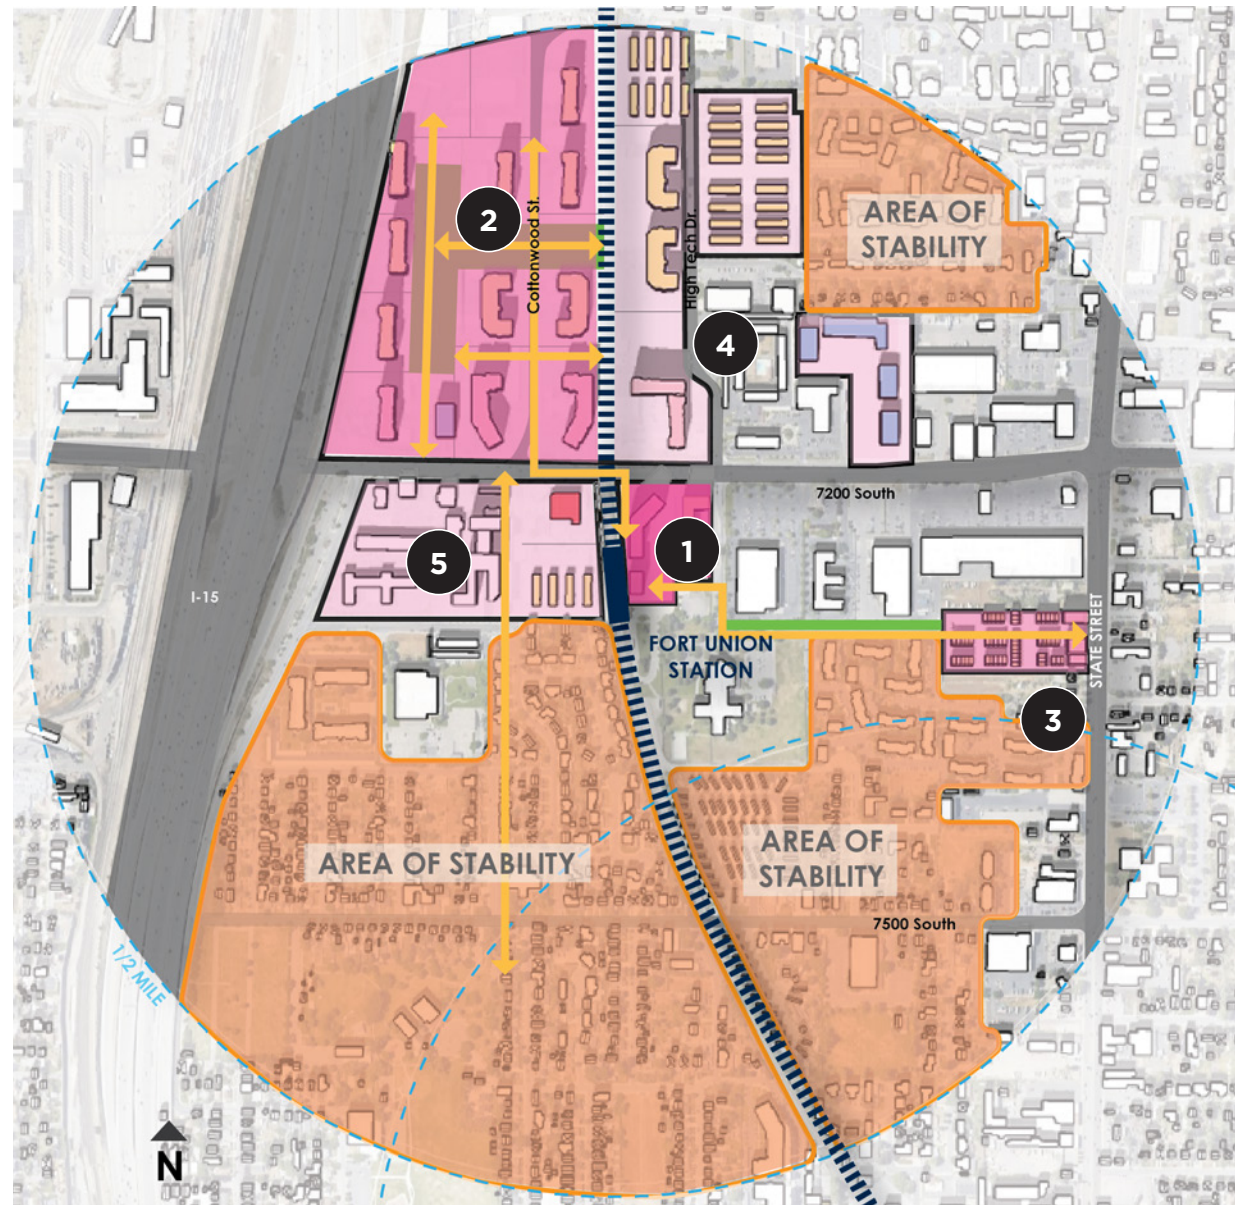 AREA OF
STABILITY
2
Cottonwood St.
High Tech Dr.
4
7200 South
1
5
I-15
FORT UNION
STATION
STATE STREET
3
AREA OF STABILITY
AREA OF
STABILITY
7500 South
1/2 MILE
N